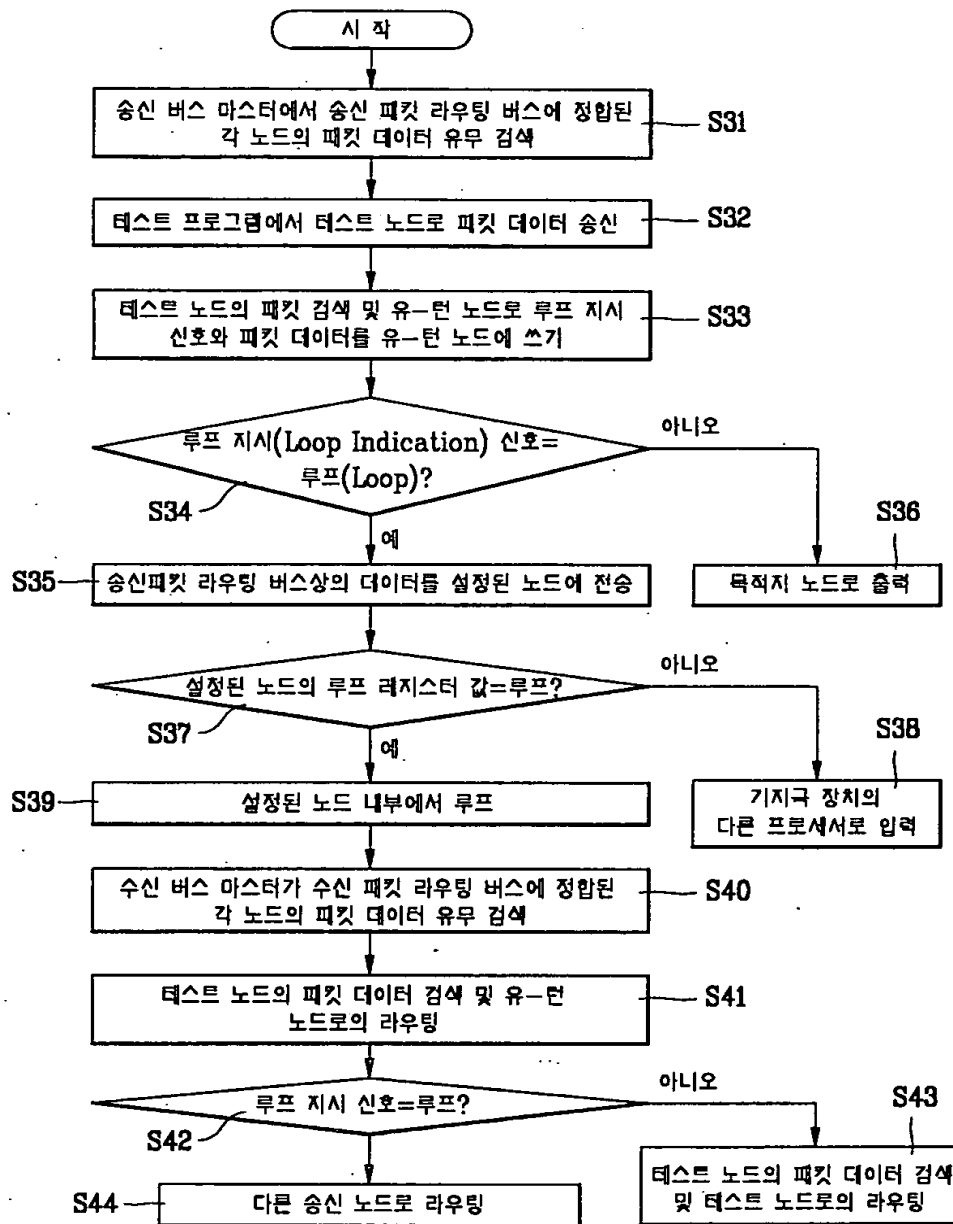 시 작
송신 버스 마스터에서 송신 패킷 라우팅 버스에 정합된
각 노드의 패킷 데이터 유무 검색
S31
테스트 프로그램에서 테스트 노드로 패킷 데이터 송신
S32
테스트 노드의 패킷 검색 및 유-턴 노드로 루프 지시
신호와 패킷 데이터를 유-턴 노드에 쓰기
S33
루프 지시(Loop Indication) 신호=
루프(Loop)?
S34
아니오
예
S36
목적지 노드로 출력
S35
송신패킷 라우팅 버스상의 데이터를 설정된 노드에 전송
설정된 노드의 루프 레지스터 값=루프?
S37
아니오
예
S38
기지국 장치의
다른 프로세서로 입력
S39
설정된 노드 내부에서 루프
수신 버스 마스터가 수신 패킷 라우팅 버스에 정합된
각 노드의 패킷 데이터 유무 검색
S40
테스트 노드의 패킷 데이터 검색 및 유-턴
노드로의 라우팅
S41
루프 지시 신호=루프?
S42
아니오
S43
테스트 노드의 패킷 데이터 검색
및 테스트 노드로의 라우팅
S44
다른 송신 노드로 라우팅